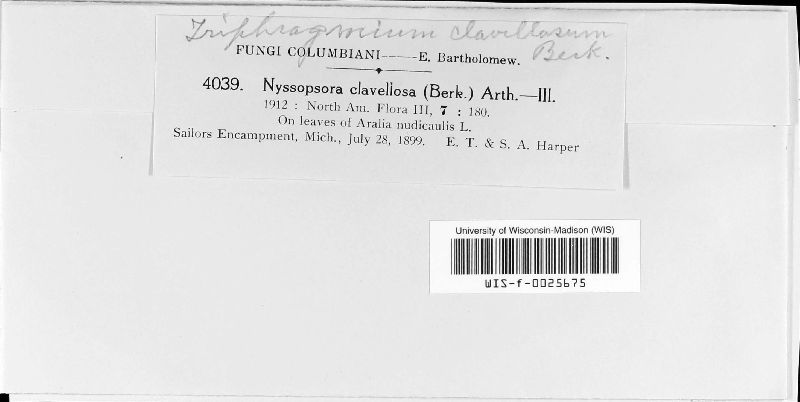 Triphragmium clavellosum
Berk.
FUNGI COLUMBIANI——E. Bartholomew.
4039. Nyssopsora clavellosa (Berk.) Arth.—III.
1912 : North Am. Flora III, 7 : 180.
On leaves of Aralia nudicaulis L.
Sailors Encampment, Mich., July 28, 1899. E. T. & S. A. Harper
University of Wisconsin-Madison (WIS)
WIS-f-0025675